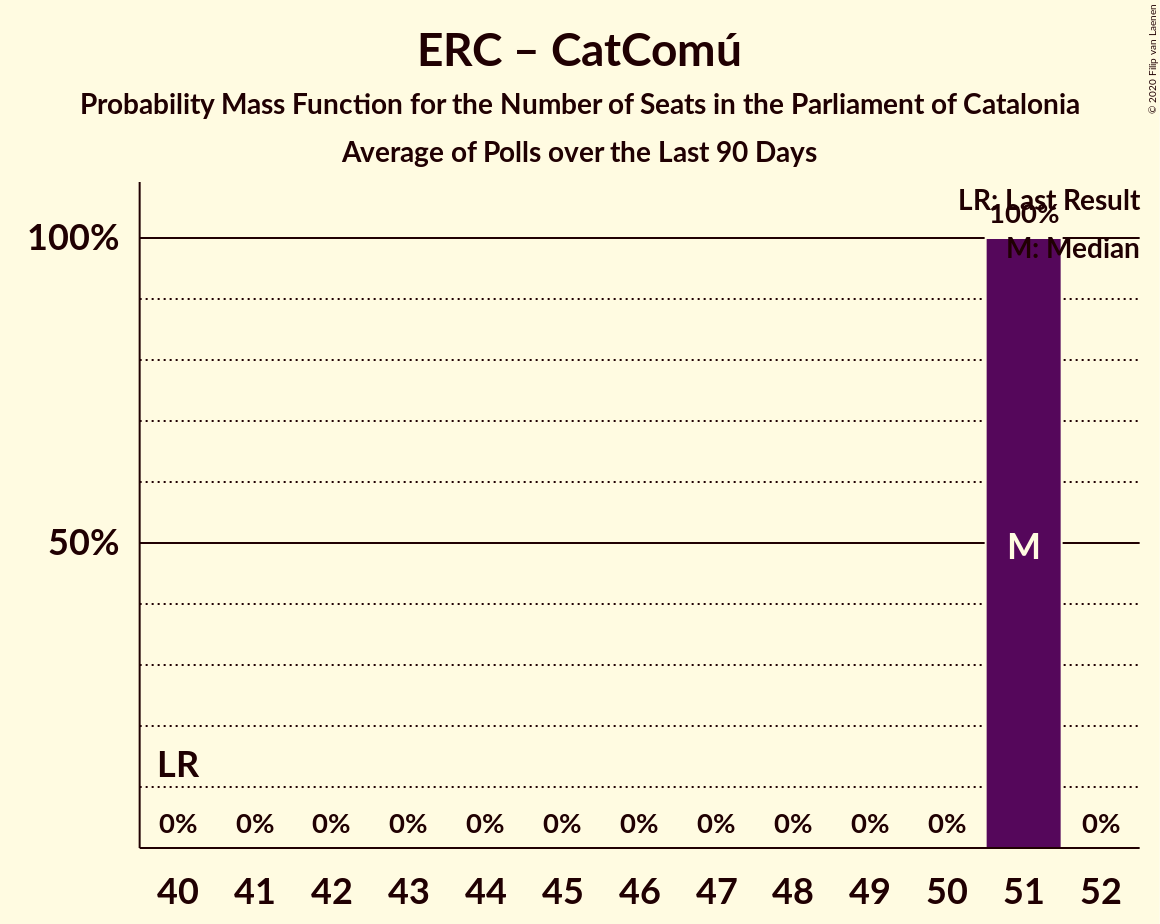 ERC – CatComú
Probability Mass Function for the Number of Seats in the Parliament of Catalonia
Average of Polls over the Last 90 Days
© 2020 Filip van Laenen
LR: Last Result
100%
M: Median
100%
50%
M
LR
0% 0% 0% 0% 0% 0% 0% 0% 0% 0% 0% 0%
40 41 42 43 44 45 46 47 48 49 50 51 52